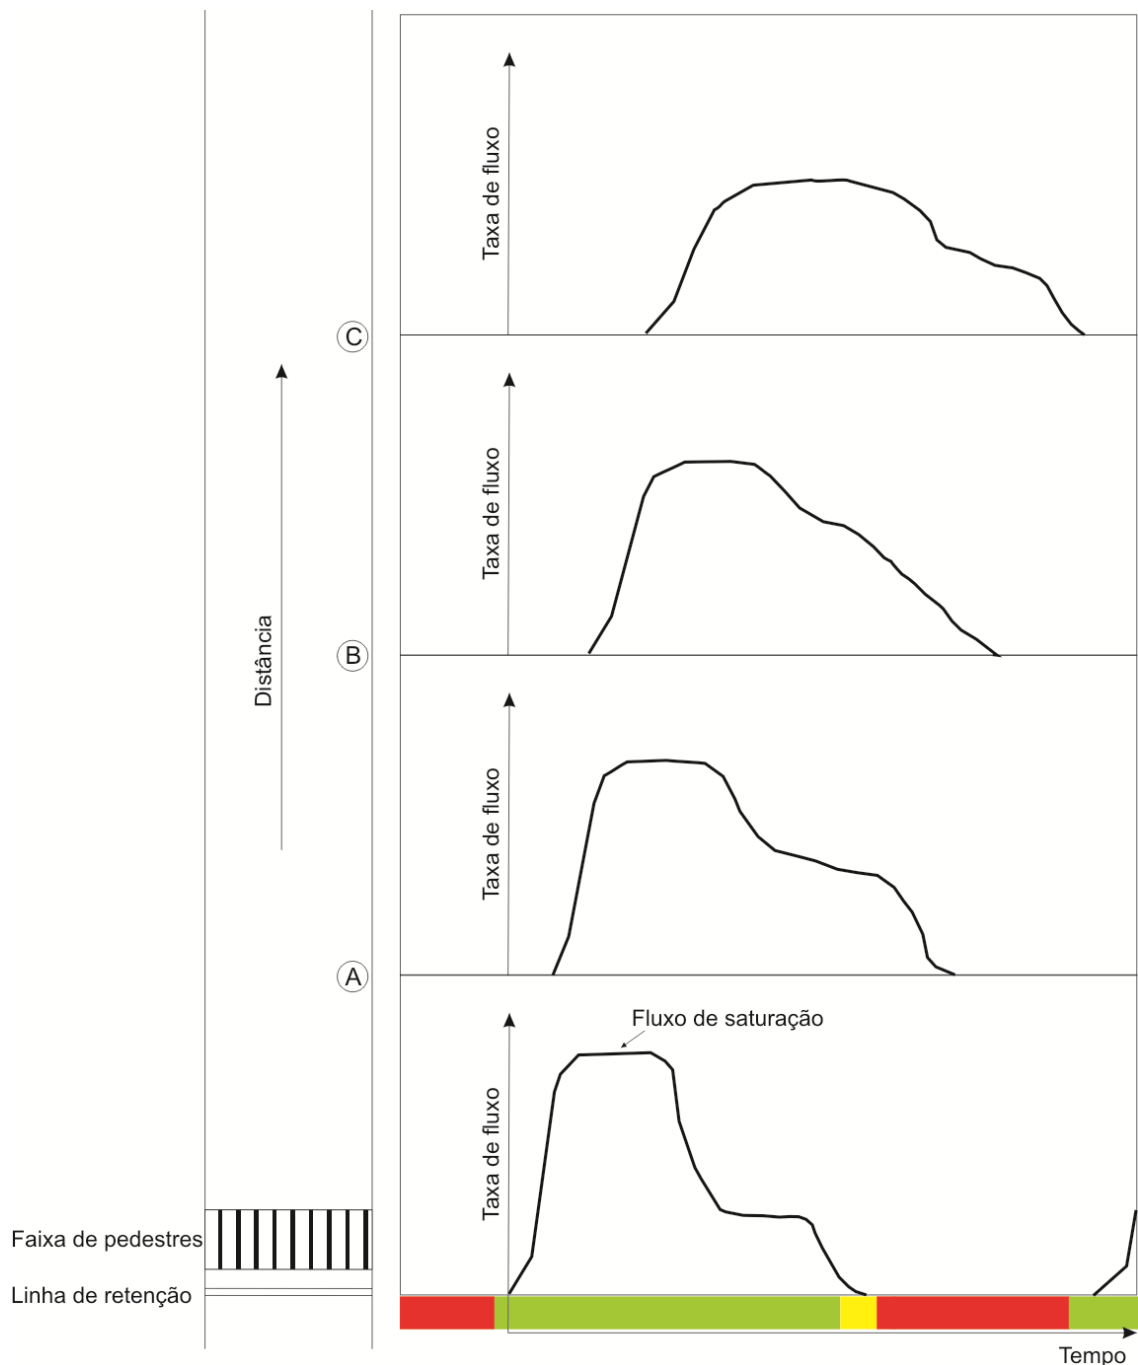 Taxa de fluxo
C
Taxa de fluxo
Distância
B
Taxa de fluxo
A
Fluxo de saturação
Taxa de fluxo
Faixa de pedestres
Linha de retenção
Tempo